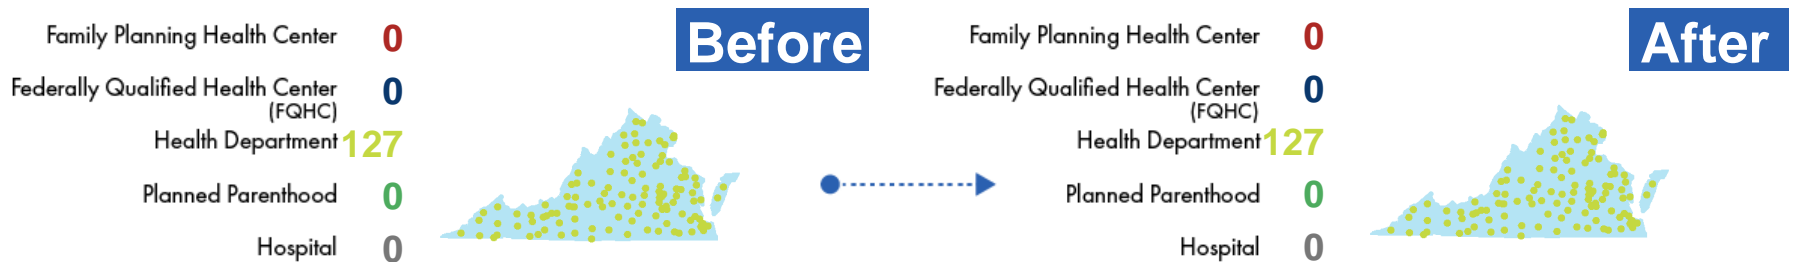 Before
Family Planning Health Center 0
Federally Qualified Health Center 0
(FQHC)
Health Department 127
Planned Parenthood 0
Hospital 0
After
Family Planning Health Center 0
Federally Qualified Health Center 0
(FQHC)
Health Department 127
Planned Parenthood 0
Hospital 0